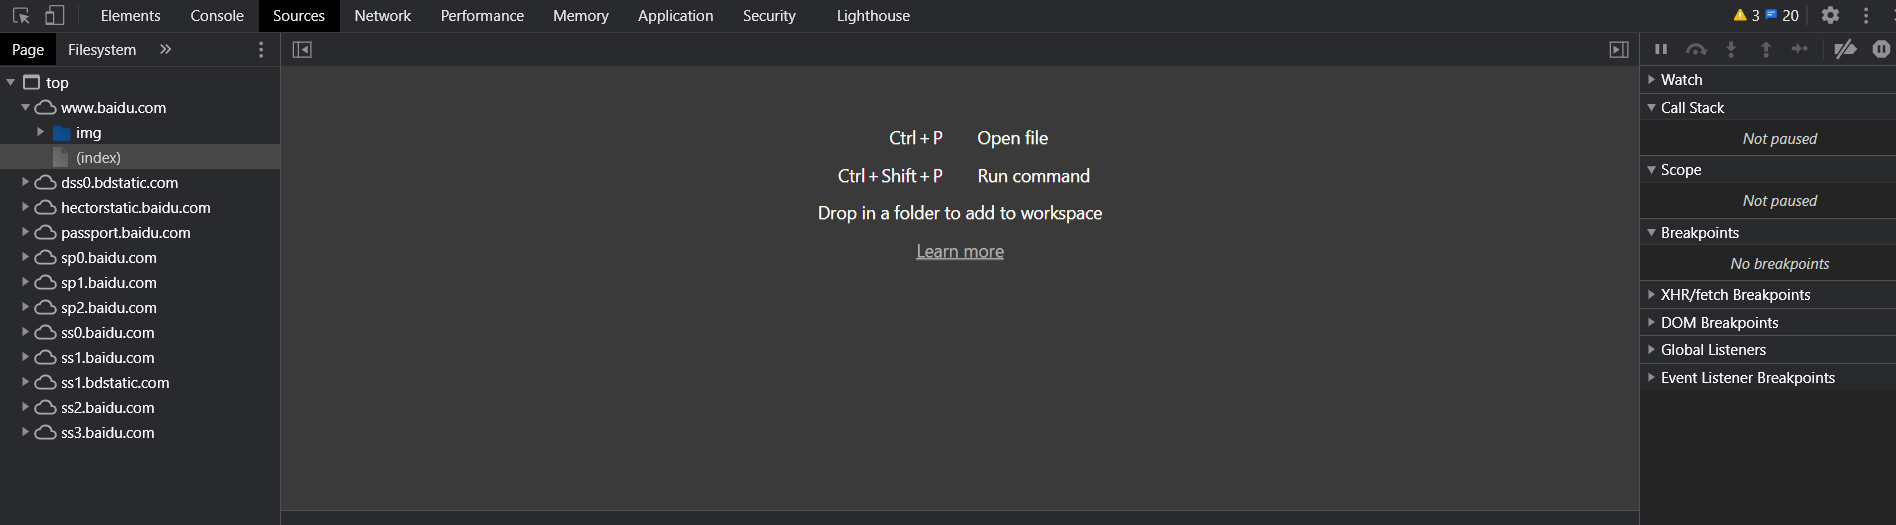 Elements Console Sources Network Performance Memory Application Security Lighthouse 3 20
Page Filesystem
top
www.baidu.com
img
(index)
dss0.bdstatic.com
hectorstatic.baidu.com
passport.baidu.com
sp0.baidu.com
sp1.baidu.com
sp2.baidu.com
ss0.baidu.com
ss1.baidu.com
ss1.bdstatic.com
ss2.baidu.com
ss3.baidu.com
Ctrl + P Open file
Ctrl + Shift + P Run command
Drop in a folder to add to workspace
Learn more
Watch
Call Stack
Not paused
Scope
Not paused
Breakpoints
No breakpoints
XHR/fetch Breakpoints
DOM Breakpoints
Global Listeners
Event Listener Breakpoints